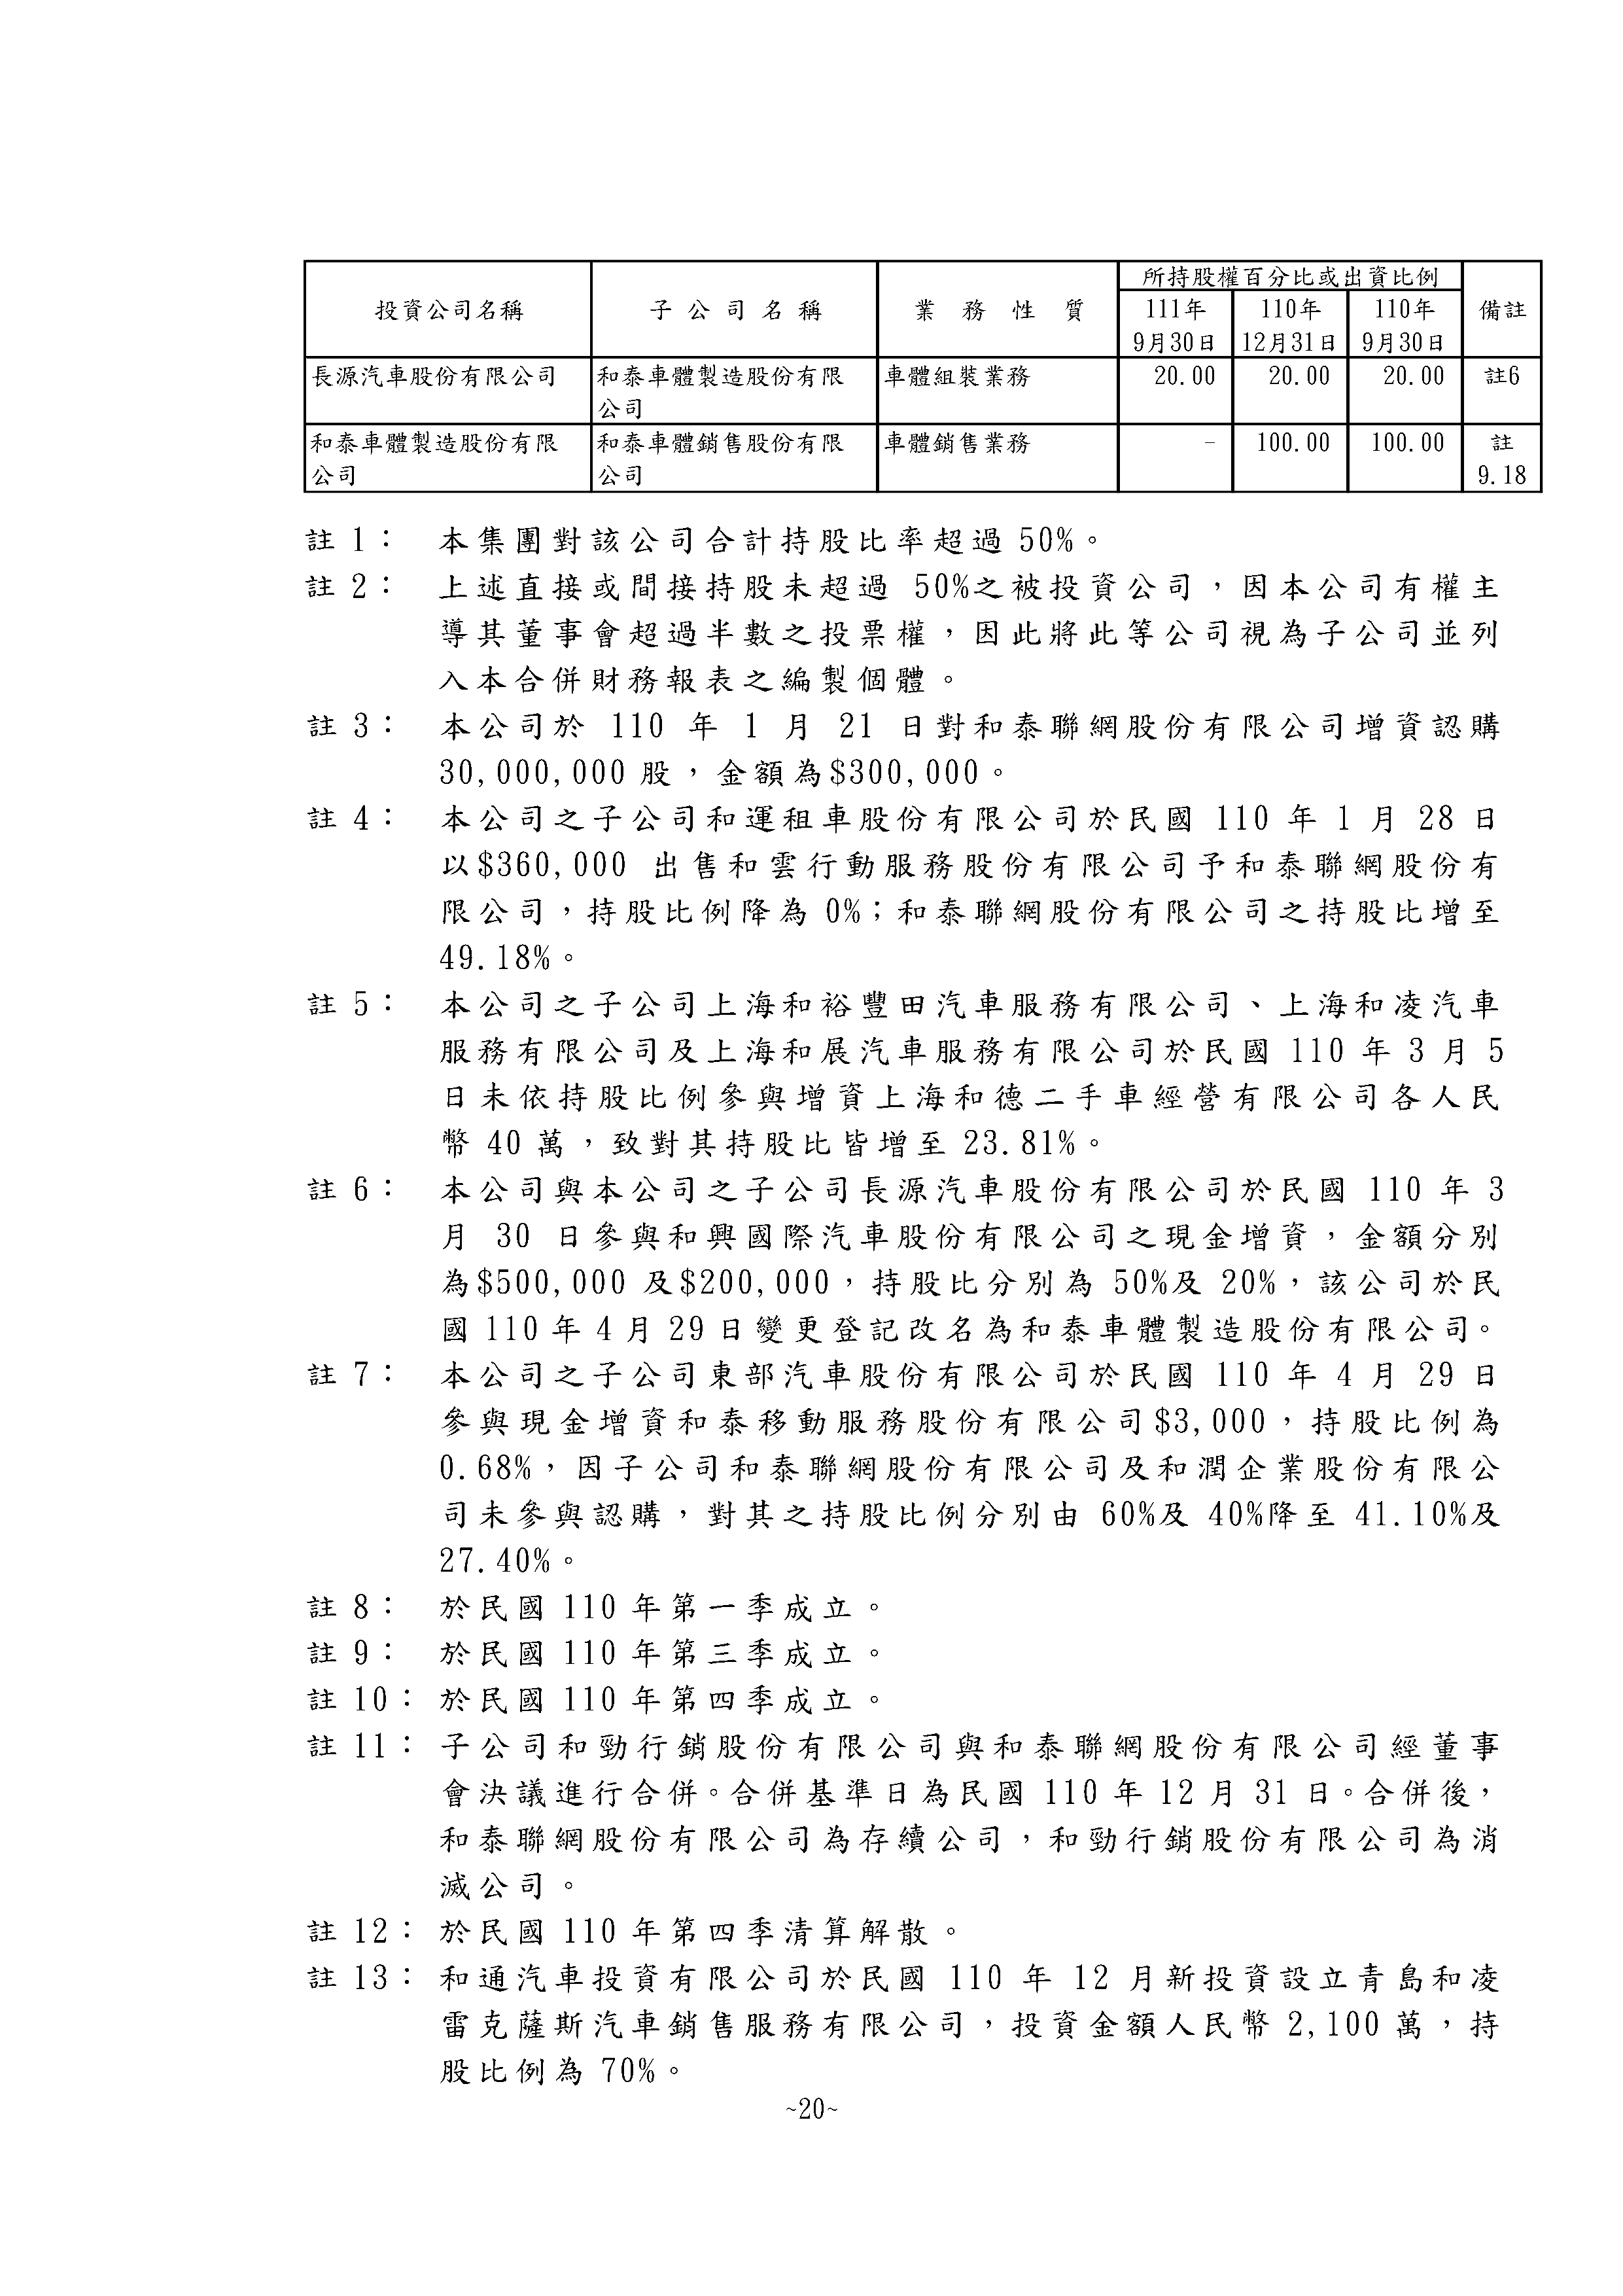 所持股權百分比或出資比例
投資公司名稱 子公司名稱 業務性質 111年 110年 110年 備註
9月30日 12月31日 9月30日
長源汽車股份有限公司 和泰車體製造股份有限 車體組裝業務 20.00 20.00 20.00 註6
公司
和泰車體製造股份有限 和泰車體銷售股份有限 車體銷售業務 - 100.00 100.00 註
公司 公司 9.18
註 1： 本集團對該公司合計持股比率超過 50%。
註 2： 上述直接或間接持股未超過 50%之被投資公司，因本公司有權主
導其董事會超過半數之投票權，因此將此等公司視為子公司並列
入本合併財務報表之編製個體。
註 3： 本公司於 110 年 1 月 21 日對和泰聯網股份有限公司增資認購
30,000,000 股，金額為$300,000。
註 4： 本公司之子公司和運租車股份有限公司於民國 110 年 1 月 28 日
以$360,000 出售和雲行動服務股份有限公司予和泰聯網股份有
限公司，持股比例降為 0%；和泰聯網股份有限公司之持股比增至
49.18%。
註 5： 本公司之子公司上海和裕豐田汽車服務有限公司、上海和凌汽車
服務有限公司及上海和展汽車服務有限公司於民國 110 年 3 月 5
日未依持股比例參與增資上海和德二手車經營有限公司各人民
幣 40 萬，致對其持股比皆增至 23.81%。
註 6： 本公司與本公司之子公司長源汽車股份有限公司於民國 110 年 3
月 30 日參與和興國際汽車股份有限公司之現金增資，金額分別
為$500,000 及$200,000，持股比分別為 50%及 20%，該公司於民
國 110 年 4 月 29 日變更登記改名為和泰車體製造股份有限公司。
註 7： 本公司之子公司東部汽車股份有限公司於民國 110 年 4 月 29 日
參與現金增資和泰移動服務股份有限公司$3,000，持股比例為
0.68%，因子公司和泰聯網股份有限公司及和潤企業股份有限公
司未參與認購，對其之持股比例分別由 60%及 40%降至 41.10%及
27.40%。
註 8： 於民國 110 年第一季成立。
註 9： 於民國 110 年第三季成立。
註 10： 於民國 110 年第四季成立。
註 11： 子公司和勁行銷股份有限公司與和泰聯網股份有限公司經董事
會決議進行合併。合併基準日為民國 110 年 12 月 31 日。合併後，
和泰聯網股份有限公司為存續公司，和勁行銷股份有限公司為消
滅公司。
註 12： 於民國 110 年第四季清算解散。
註 13： 和通汽車投資有限公司於民國 110 年 12 月新投資設立青島和凌
雷克薩斯汽車銷售服務有限公司，投資金額人民幣 2,100 萬，持
股比例為 70%。
~20~